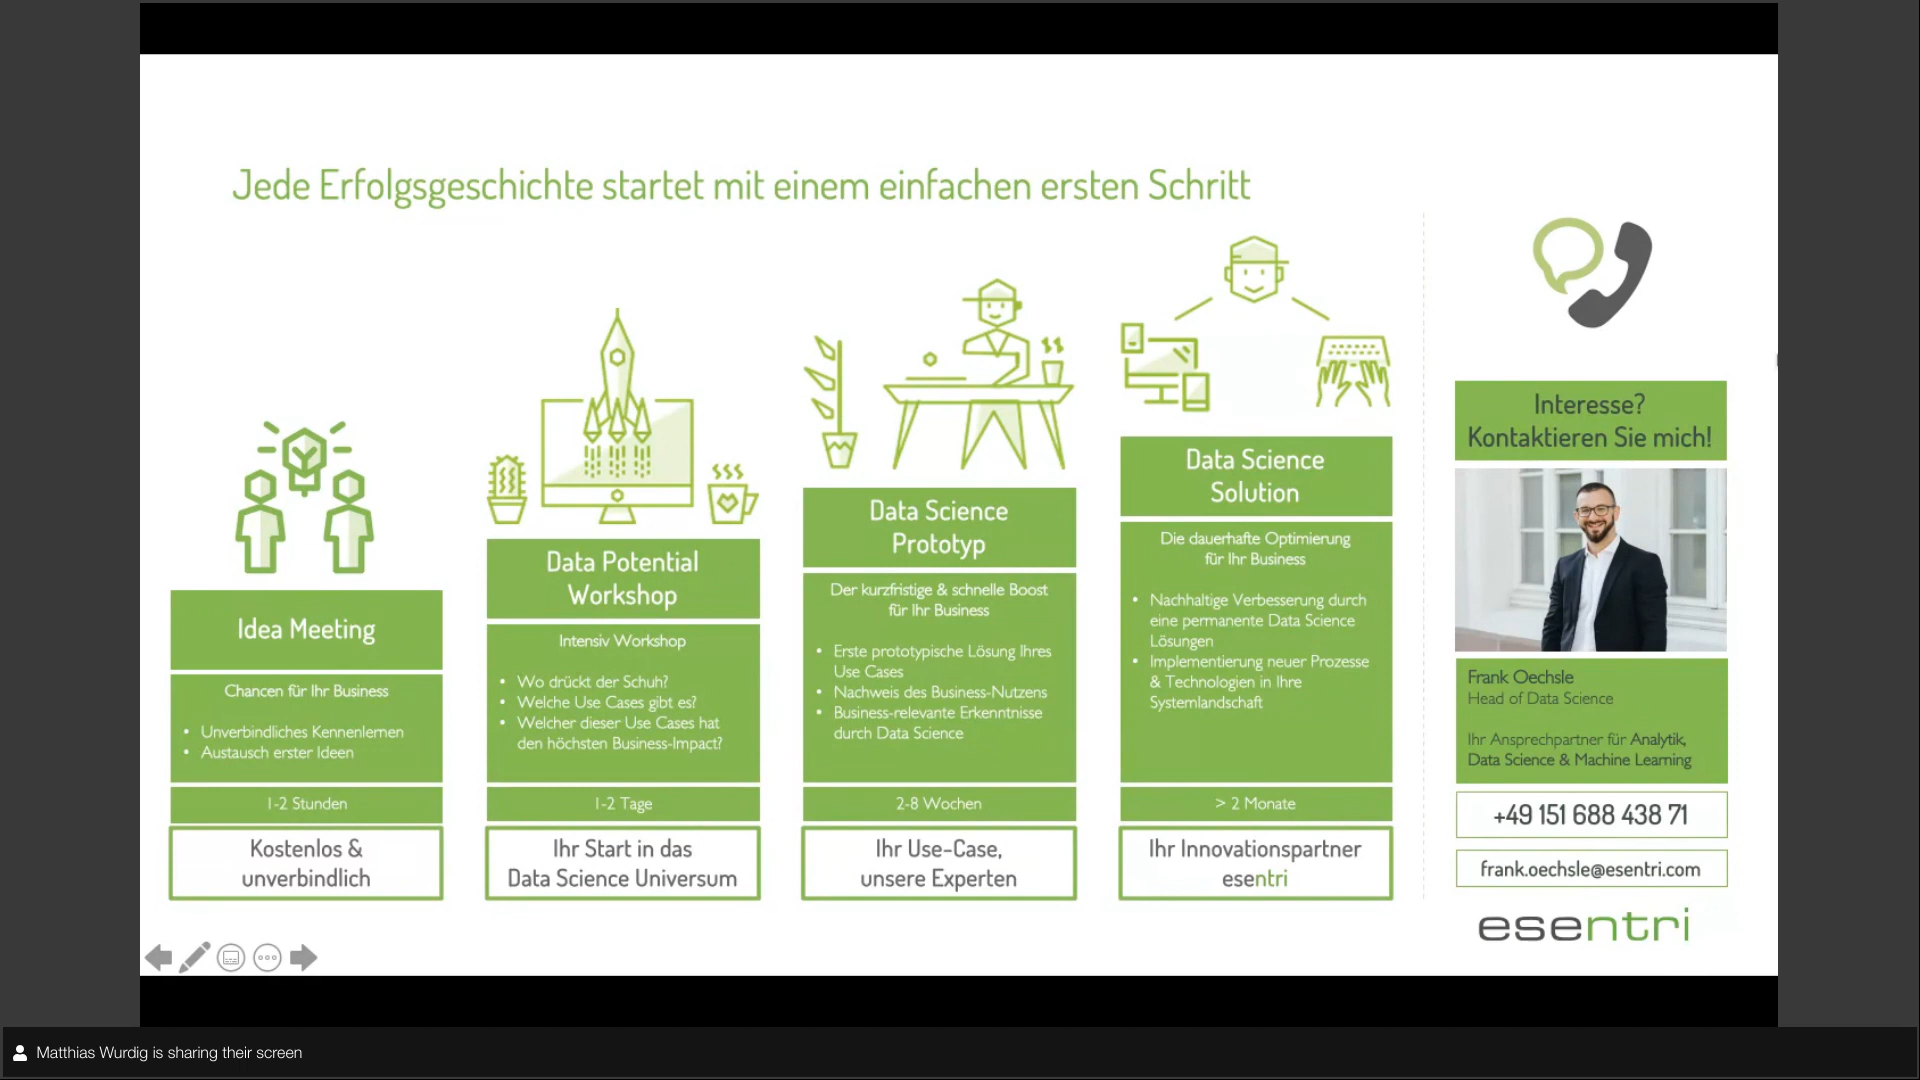 Jede Erfolgsgeschichte startet mit einem einfachen ersten Schritt
Idea Meeting
Chancen für Ihr Business
• Unverbindliches Kennenlernen
• Austausch erster Ideen
1-2 Stunden
Kostenlos &
unverbindlich
Data Potential
Workshop
Intensiv Workshop
• Wo drückt der Schuh?
• Welche Use Cases gibt es?
• Welcher dieser Use Cases hat
den höchsten Business-Impact?
1-2 Tage
Ihr Start in das
Data Science Universum
Data Science
Prototyp
Der kurzfristige & schnelle Boost
für Ihr Business
• Erste prototypische Lösung Ihres
Use Cases
• Nachweis des Business-Nutzens
• Business-relevante Erkenntnisse
durch Data Science
2-8 Wochen
Ihr Use-Case,
unsere Experten
Data Science
Solution
Die dauerhafte Optimierung
für Ihr Business
• Nachhaltige Verbesserung durch
eine permanente Data Science
Lösungen
• Implementierung neuer Prozesse
& Technologien in Ihre
Systemlandschaft
> 2 Monate
Ihr Innovationspartner
esentri
Interesse?
Kontaktieren Sie mich!
Frank Oechsle
Head of Data Science
Ihr Ansprechpartner für Analytik,
Data Science & Machine Learning
+49 151 688 438 71
frank.oechsle@esentri.com
esentri
Matthias Wurdig is sharing their screen